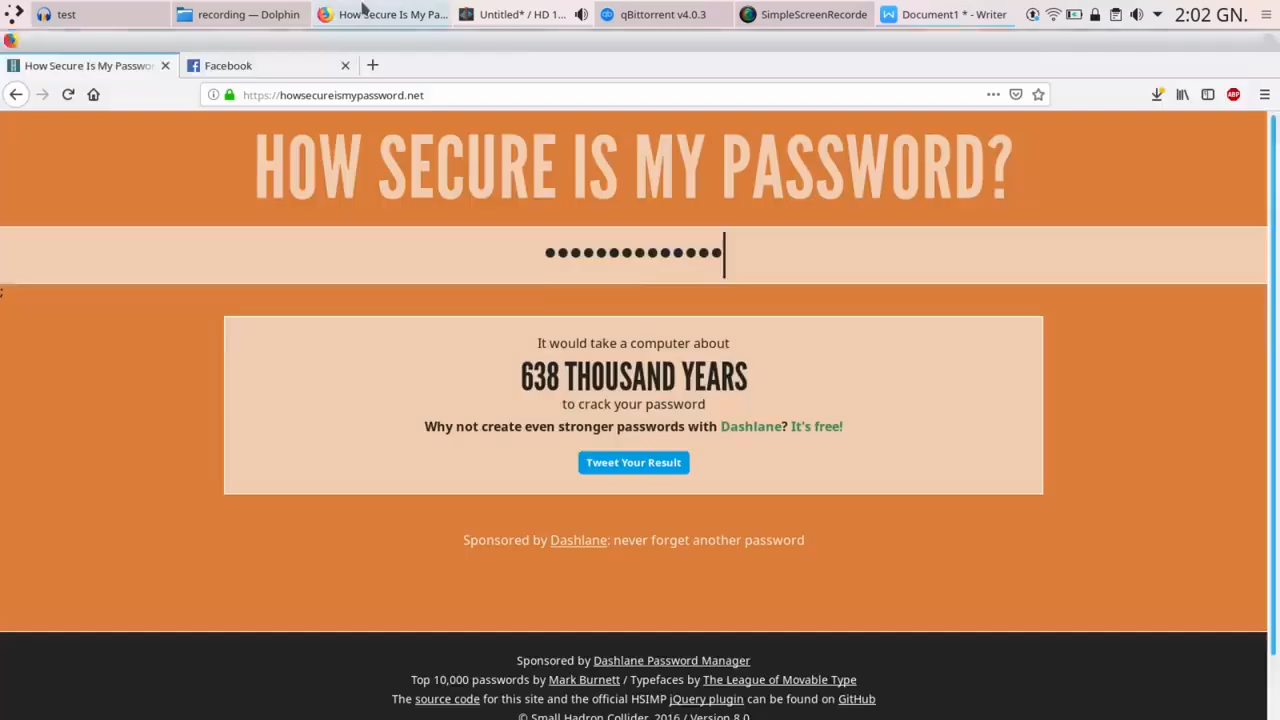 test
recording — Dolphin
How Secure Is My Pa...
Untitled* / HD 1...
qBittorrent v4.0.3
SimpleScreenRecorde
Document1 * - Writer
2:02 GN.
How Secure Is My Passwor
Facebook
https://howsecureismypassword.net
ABP
HOW SECURE IS MY PASSWORD?
•••••••••••••• 
;
It would take a computer about
638 THOUSAND YEARS
to crack your password
Why not create even stronger passwords with Dashlane? It's free!
Tweet Your Result
Sponsored by Dashlane: never forget another password
Sponsored by Dashlane Password Manager
Top 10,000 passwords by Mark Burnett / Typefaces by The League of Movable Type
The source code for this site and the official HSIMP jQuery plugin can be found on GitHub
© Small Hadron Collider, 2016 / Version 8.0